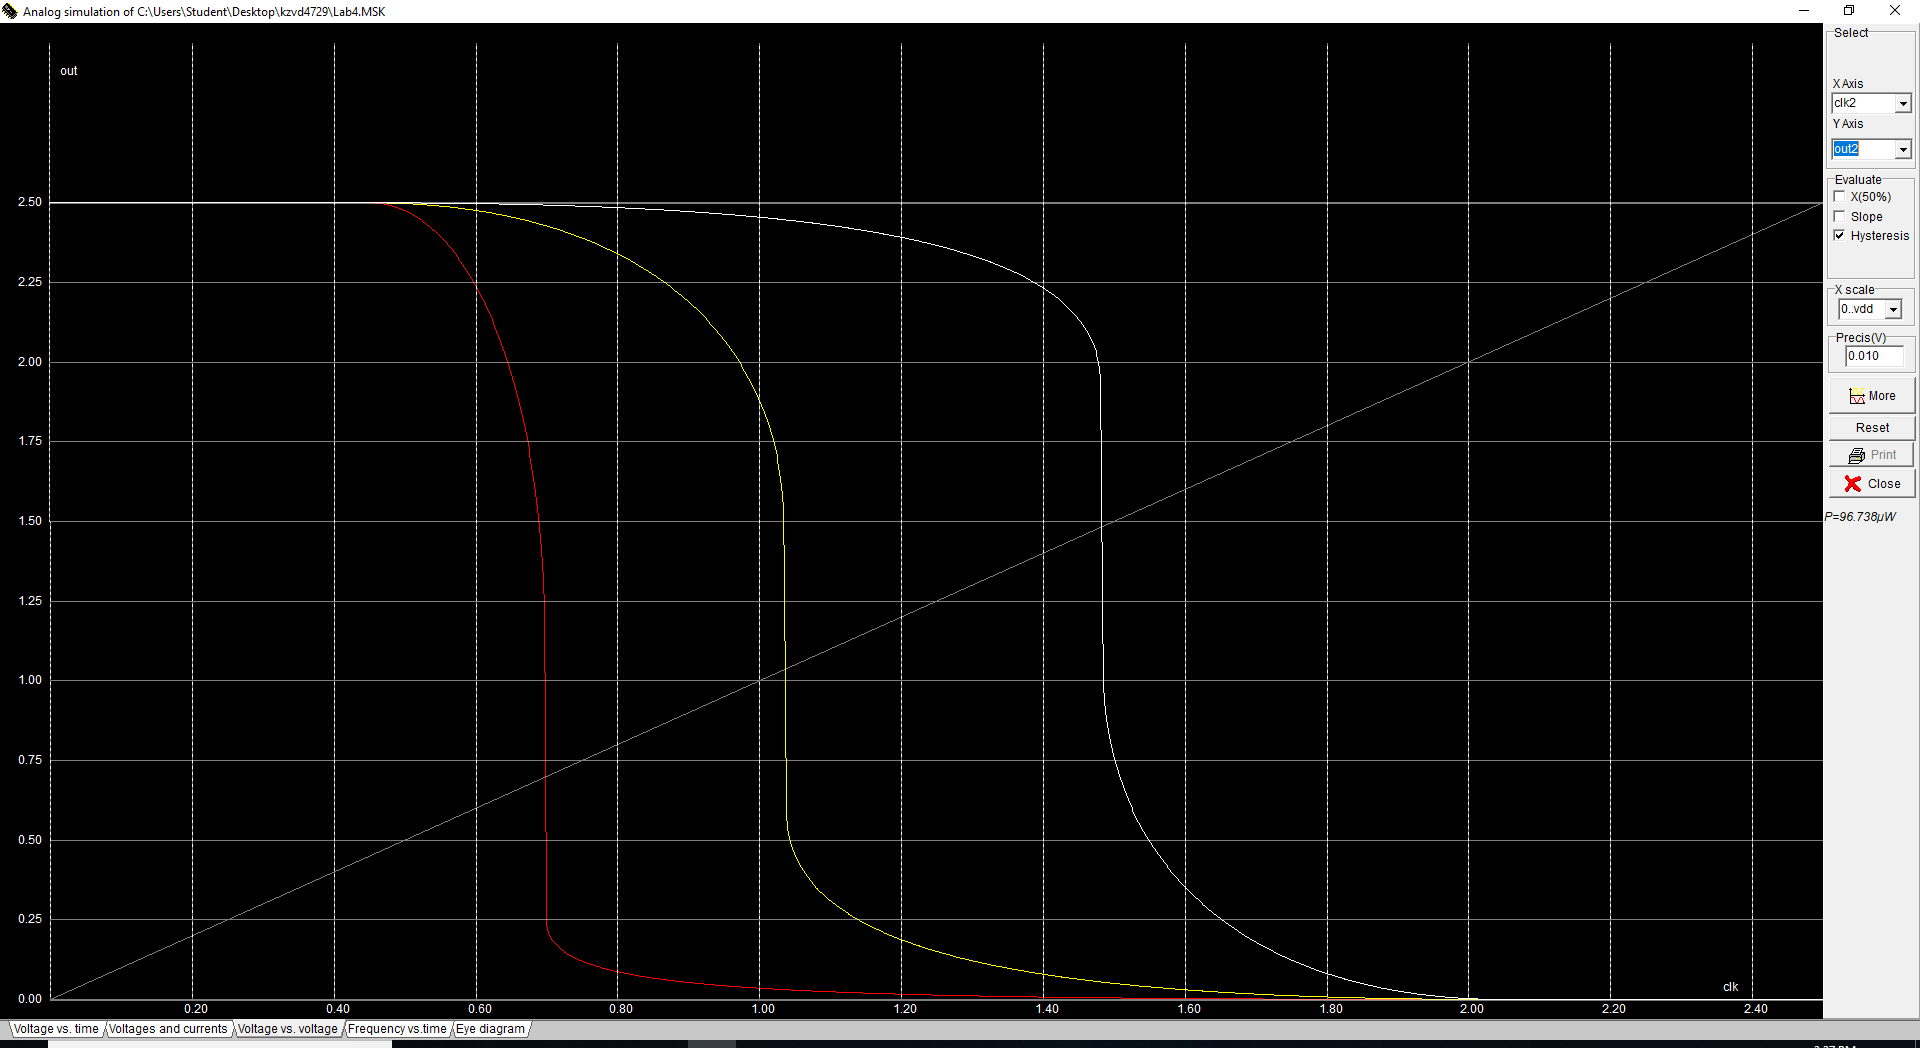 Analog simulation of C:\Users\Student\Desktop\kzvd4729\Lab4.MSK
out
2.50
2.25
2.00
1.75
1.50
1.25
1.00
0.75
0.50
0.25
0.00
clk
0.20 0.40 0.60 0.80 1.00 1.20 1.40 1.60 1.80 2.00 2.20 2.40
Select
X Axis
clk2
Y Axis
out2
Evaluate
X(50%)
Slope
Hysteresis
X scale
0..vdd
Precis(V)
0.010
More
Reset
Print
Close
P=96.738µW
Voltage vs. time Voltages and currents Voltage vs. voltage Frequency vs.time Eye diagram